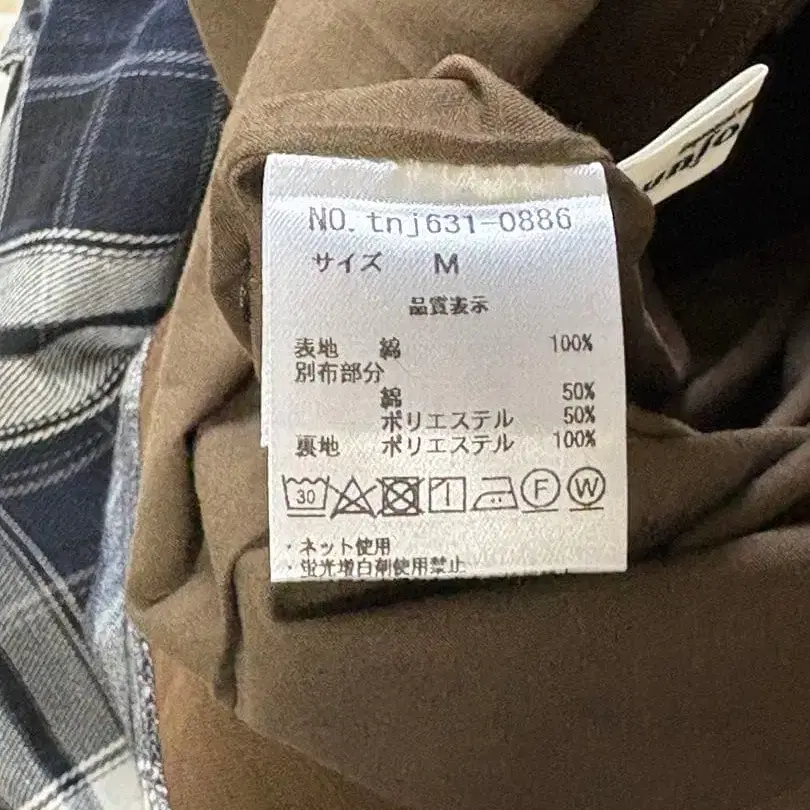 NO.tnj631-0886
サイズ M
品質表示
表地 綿 100%
別布部分
綿 50%
ポリエステル 50%
裏地 ポリエステル 100%
30 F W
・ネット使用
・蛍光増白剤使用禁止